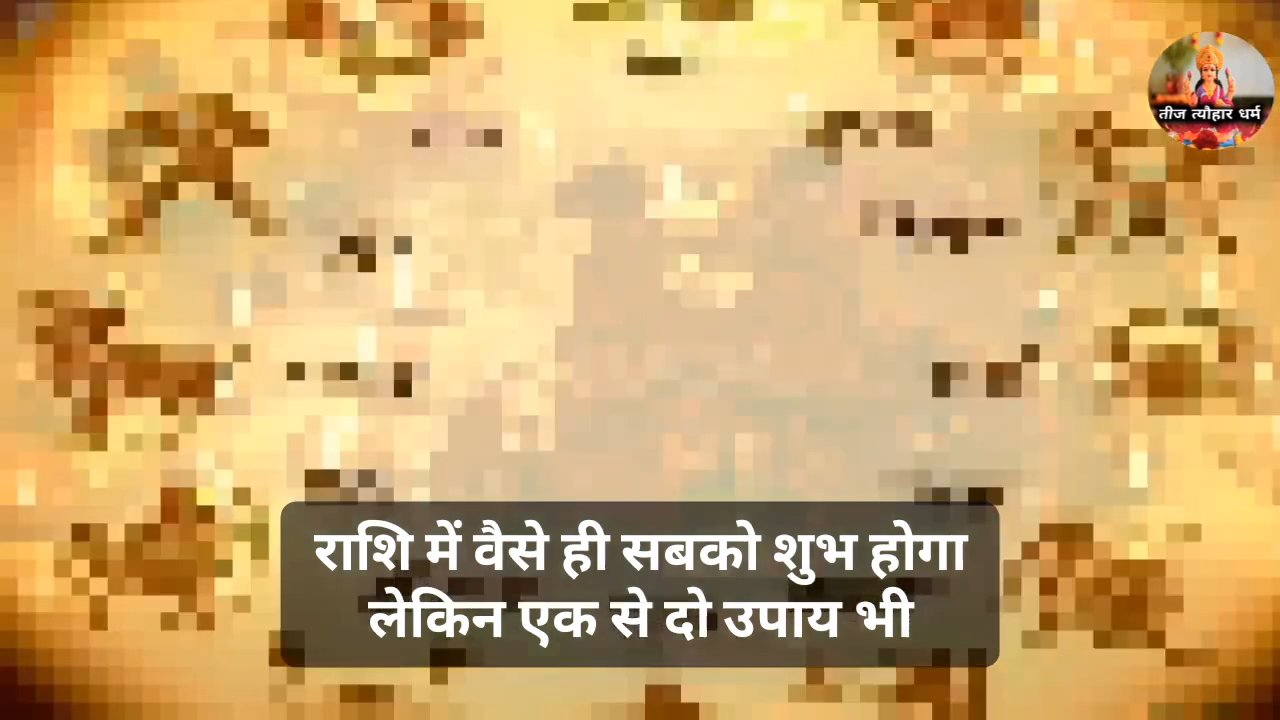 तीज त्यौहार धर्म
राशि में वैसे ही सबको शुभ होगा
लेकिन एक से दो उपाय भी